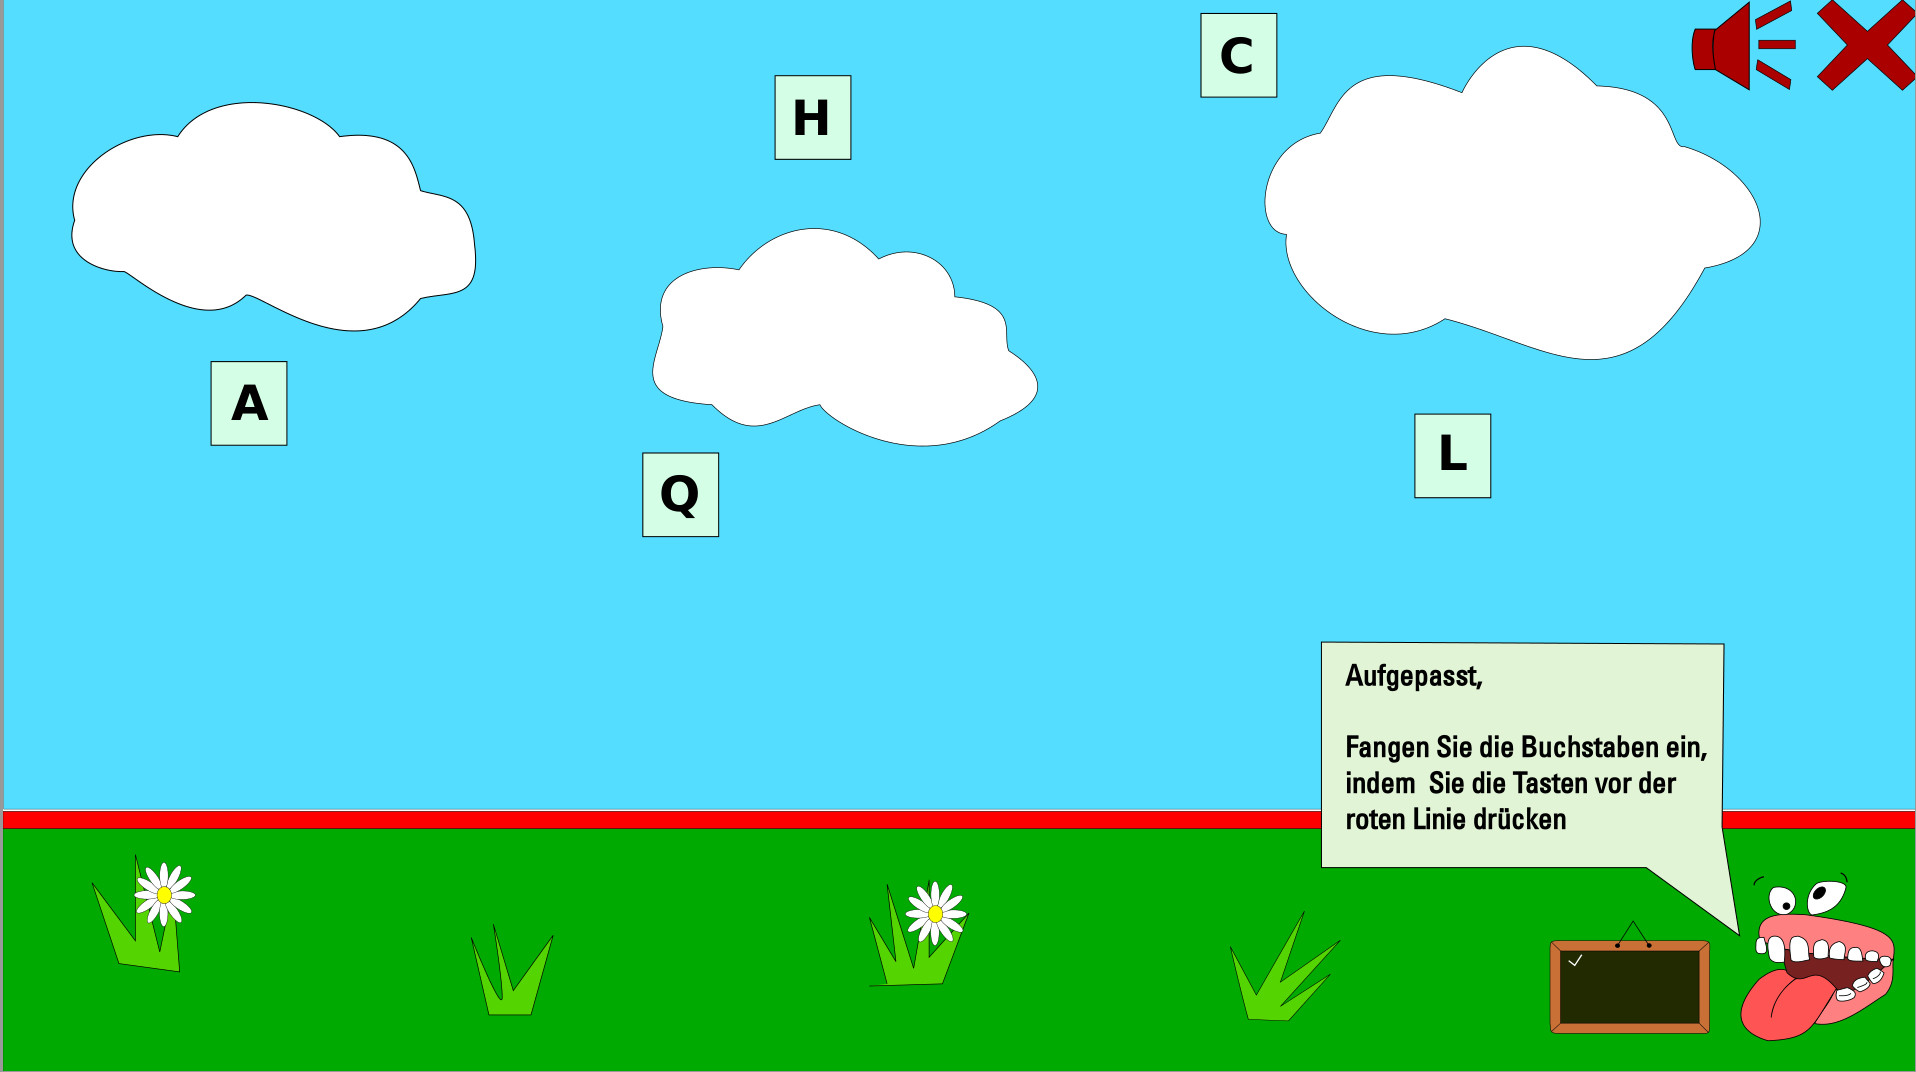 C
H
A
L
Q
Aufgepasst,
Fangen Sie die Buchstaben ein,
indem  Sie die Tasten vor der
roten Linie drücken